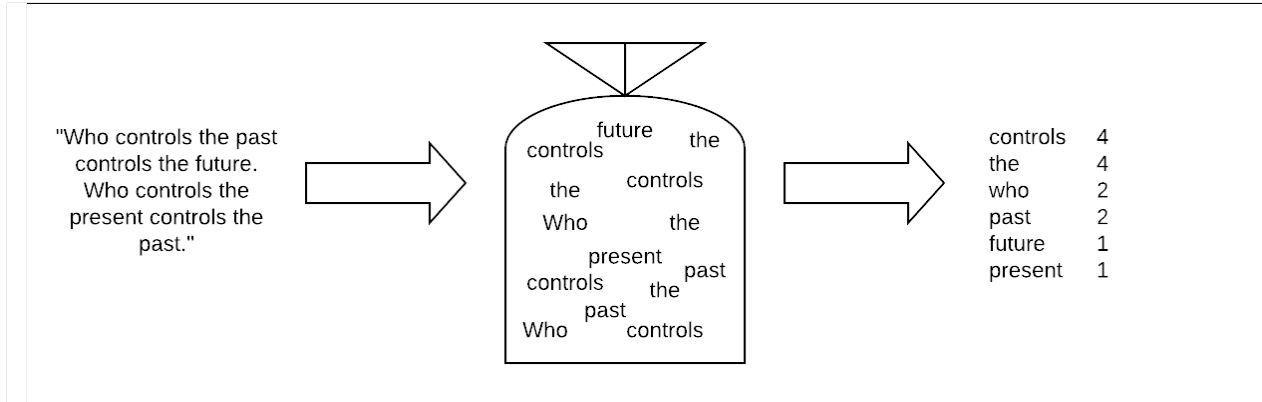 "Who controls the past
controls the future.
Who controls the
present controls the
past."
future
the
controls
controls
the
Who
the
present
past
controls
the
past
Who
controls
controls 4
the 4
who 2
past 2
future 1
present 1